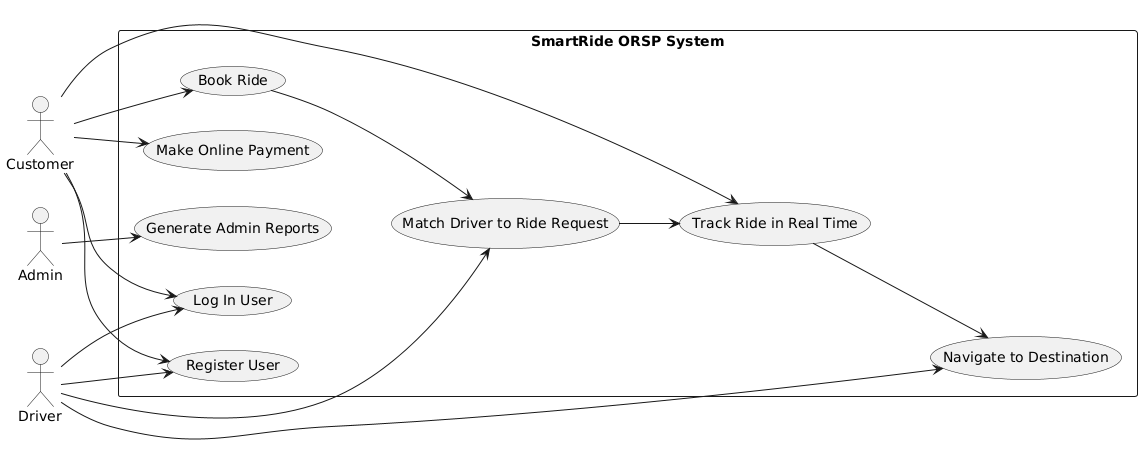 SmartRide ORSP System
Book Ride
Make Online Payment
Customer
Generate Admin Reports
Match Driver to Ride Request
Track Ride in Real Time
Admin
Log In User
Register User
Navigate to Destination
Driver